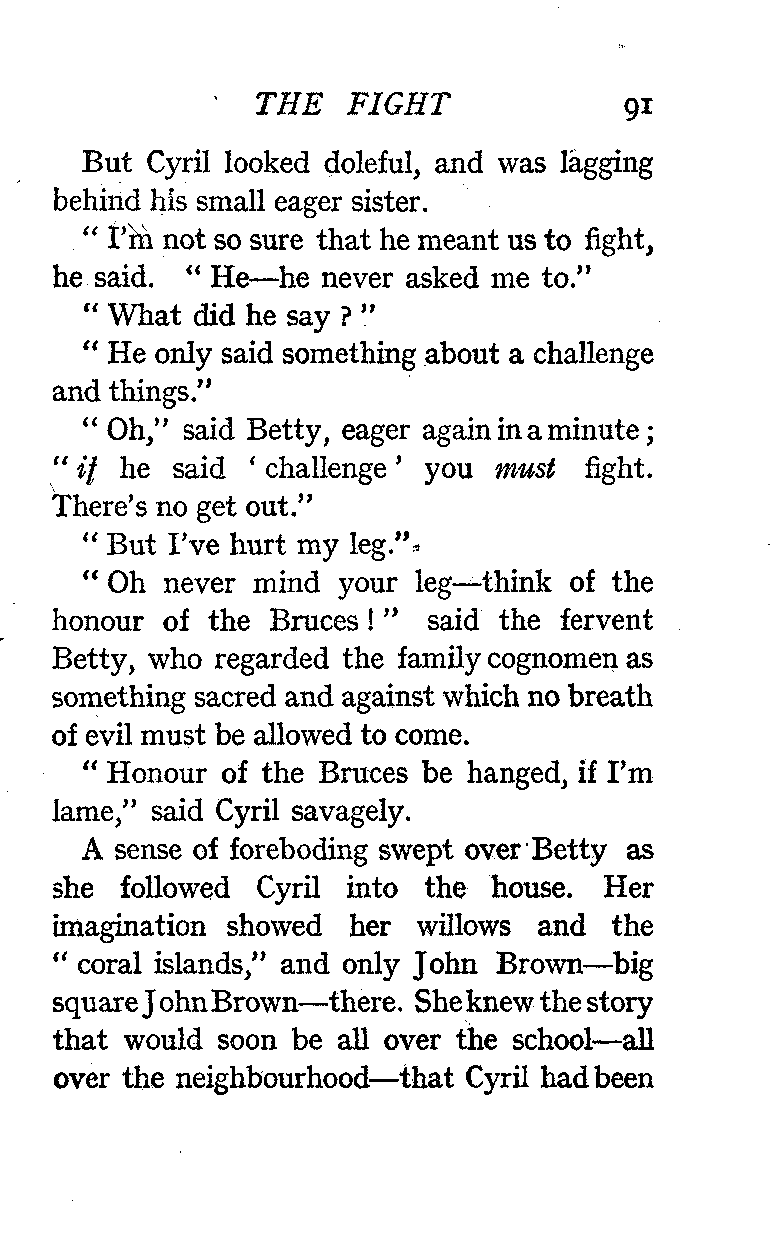 THE FIGHT 91
But Cyril looked doleful, and was lagging
behind his small eager sister.
“ I’m not so sure that he meant us to fight,
he said. “ He—he never asked me to.”
“ What did he say ? ”
“ He only said something about a challenge
and things.”
“ Oh,” said Betty, eager again in a minute ;
“ if he said ‘ challenge ’ you must fight.
There’s no get out.”
“ But I’ve hurt my leg.”
“ Oh never mind your leg—think of the
honour of the Bruces ! ” said the fervent
Betty, who regarded the family cognomen as
something sacred and against which no breath
of evil must be allowed to come.
“ Honour of the Bruces be hanged, if I’m
lame,” said Cyril savagely.
A sense of foreboding swept over Betty as
she followed Cyril into the house. Her
imagination showed her willows and the
“ coral islands,” and only John Brown—big
square John Brown—there. She knew the story
that would soon be all over the school—all
over the neighbourhood—that Cyril had been